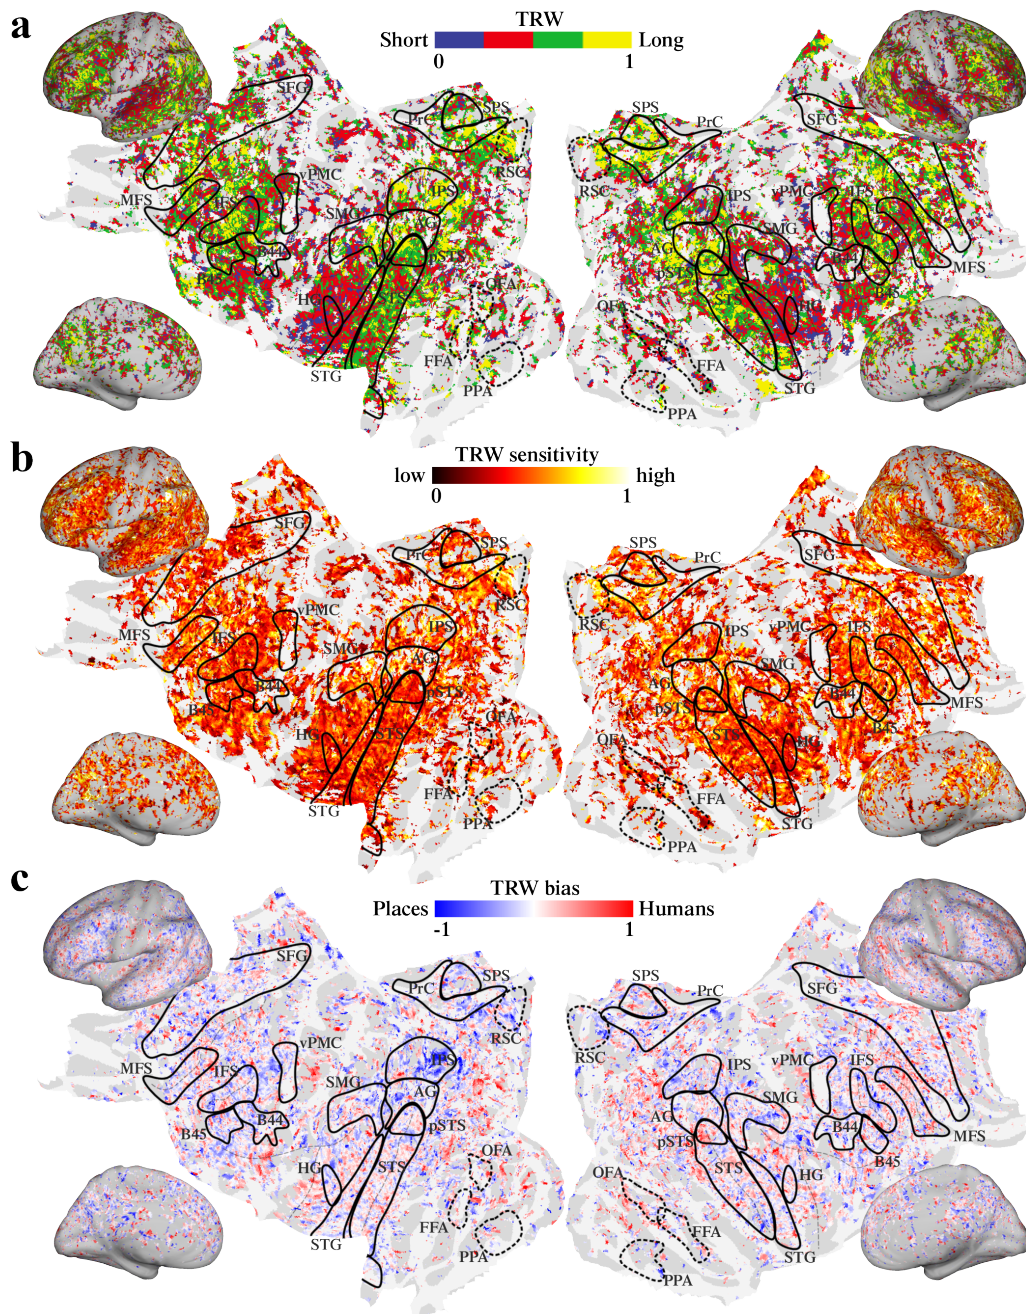 a
TRW
Short
Long
0
1
SFG
PrC
SPS
RSC
MFS
IFS
vPMC
IPS
SMG
AG
B44
B45
pSTS
HG
STS
OFA
FFA
STG
PPA
SPS
PrC
SFG
RSC
IPS
vPMC
IFS
AG
SMG
B44
pSTS
B45
MFS
OFA
STS
HG
FFA
PPA
STG
b
TRW sensitivity
low
high
0
1
SFG
PrC
SPS
RSC
MFS
IFS
vPMC
IPS
SMG
AG
B44
B45
pSTS
HG
STS
OFA
FFA
STG
PPA
SPS
PrC
SFG
RSC
IPS
vPMC
IFS
AG
SMG
B44
pSTS
B45
MFS
OFA
STS
HG
FFA
PPA
STG
c
TRW bias
Places
Humans
-1
1
SFG
PrC
SPS
RSC
MFS
IFS
vPMC
IPS
SMG
AG
B44
B45
pSTS
HG
STS
OFA
FFA
STG
PPA
SPS
PrC
SFG
RSC
IPS
vPMC
IFS
AG
SMG
B44
pSTS
B45
MFS
OFA
STS
HG
FFA
PPA
STG